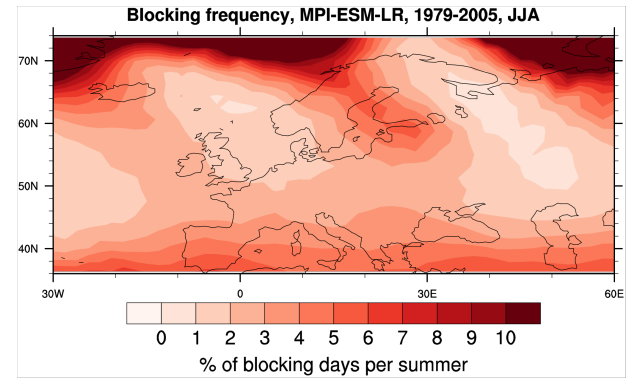 Blocking frequency, MPI-ESM-LR, 1979-2005, JJA
70N
60N
50N
40N
30W 0 30E 60E
0 1 2 3 4 5 6 7 8 9 10
% of blocking days per summer